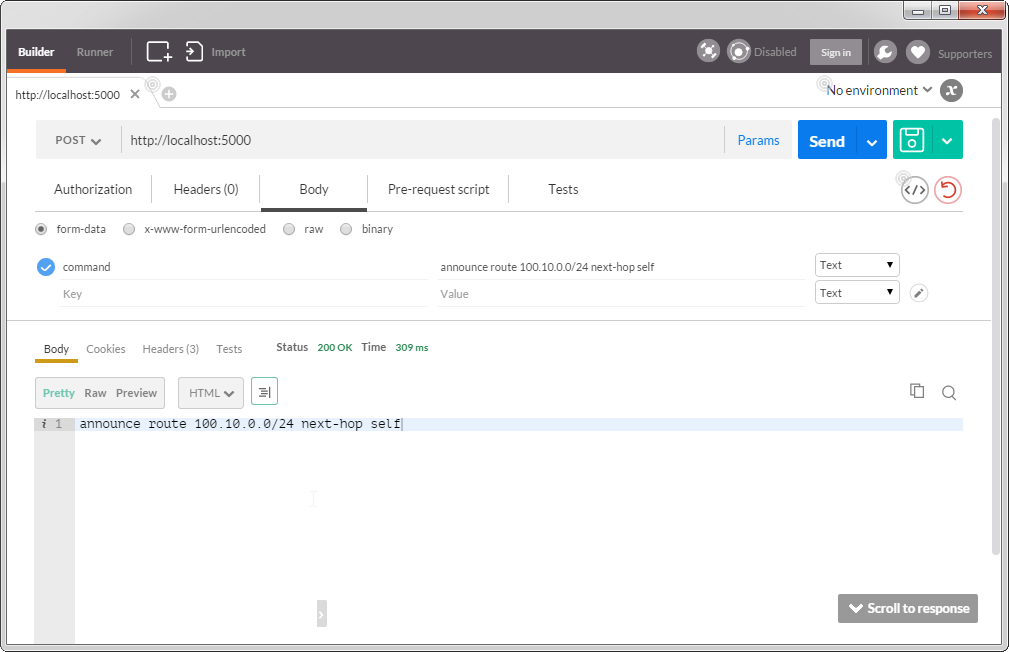 Builder Runner Import Disabled Sign in Supporters
http://localhost:5000 No environment
POST http://localhost:5000 Params Send
Authorization Headers (0) Body Pre-request script Tests
form-data x-www-form-urlencoded raw binary
command announce route 100.10.0.0/24 next-hop self Text
Key Value Text
Body Cookies Headers (3) Tests Status 200 OK Time 309 ms
Pretty Raw Preview HTML
i 1 announce route 100.10.0.0/24 next-hop self
Scroll to response